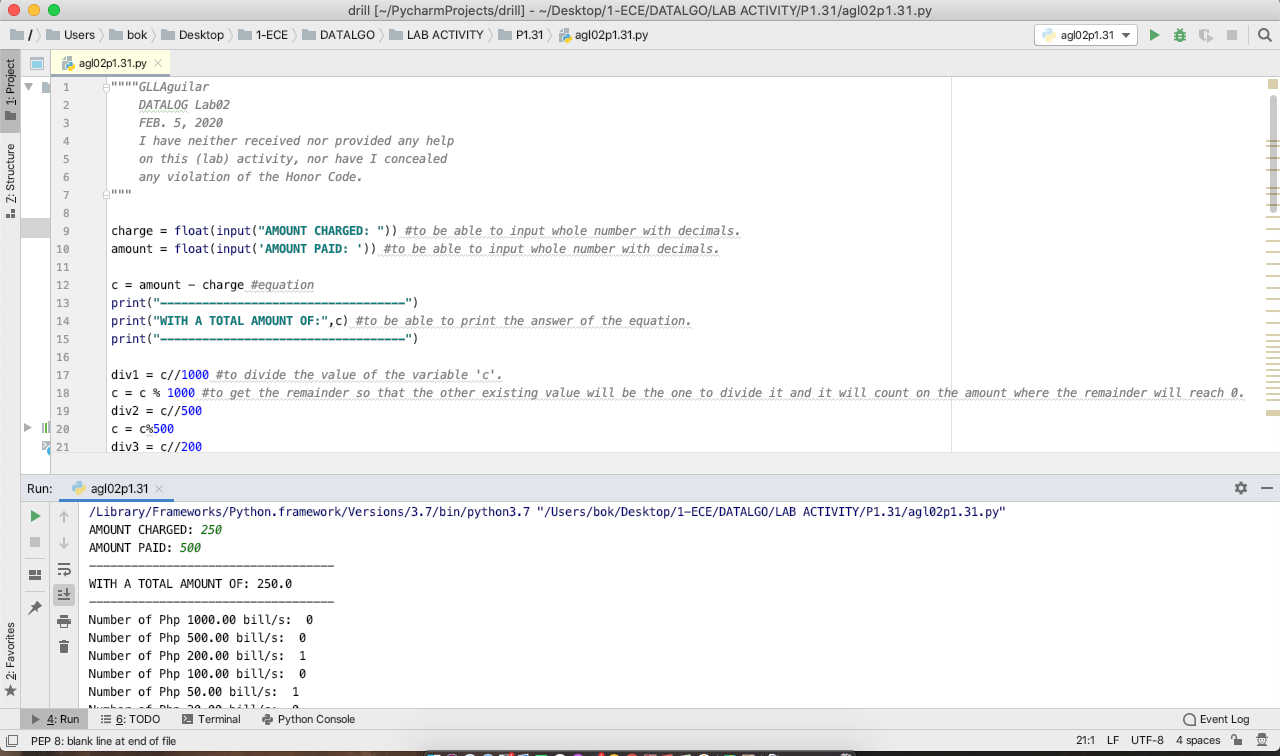 drill [~/PycharmProjects/drill] - ~/Desktop/1-ECE/DATALGO/LAB ACTIVITY/P1.31/agl02p1.31.py
/ Users bok Desktop 1-ECE DATALGO LAB ACTIVITY P1.31 agl02p1.31.py agl02p1.31
1: Project
Z: Structure
2: Favorites
agl02p1.31.py
1 """"GLLAguilar
2 DATALOG Lab02
3 FEB. 5, 2020
4 I have neither received nor provided any help
5 on this (lab) activity, nor have I concealed
6 any violation of the Honor Code.
7 """
8
9 charge = float(input("AMOUNT CHARGED: ")) #to be able to input whole number with decimals.
10 amount = float(input('AMOUNT PAID: ')) #to be able to input whole number with decimals.
11
12 c = amount - charge #equation
13 print("-----------------------------------")
14 print("WITH A TOTAL AMOUNT OF:",c) #to be able to print the answer of the equation.
15 print("-----------------------------------")
16
17 div1 = c//1000 #to divide the value of the variable 'c'.
18 c = c % 1000 #to get the remainder so that the other existing value will be the one to divide it and it will count on the amount where the remainder will reach 0.
19 div2 = c//500
20 c = c%500
21 div3 = c//200
Run: agl02p1.31
/Library/Frameworks/Python.framework/Versions/3.7/bin/python3.7 "/Users/bok/Desktop/1-ECE/DATALGO/LAB ACTIVITY/P1.31/agl02p1.31.py"
AMOUNT CHARGED: 250
AMOUNT PAID: 500
-----------------------------------
WITH A TOTAL AMOUNT OF: 250.0
-----------------------------------
Number of Php 1000.00 bill/s:  0
Number of Php 500.00 bill/s:  0
Number of Php 200.00 bill/s:  1
Number of Php 100.00 bill/s:  0
Number of Php 50.00 bill/s:  1
4: Run 6: TODO Terminal Python Console Event Log
PEP 8: blank line at end of file 21:1 LF UTF-8 4 spaces